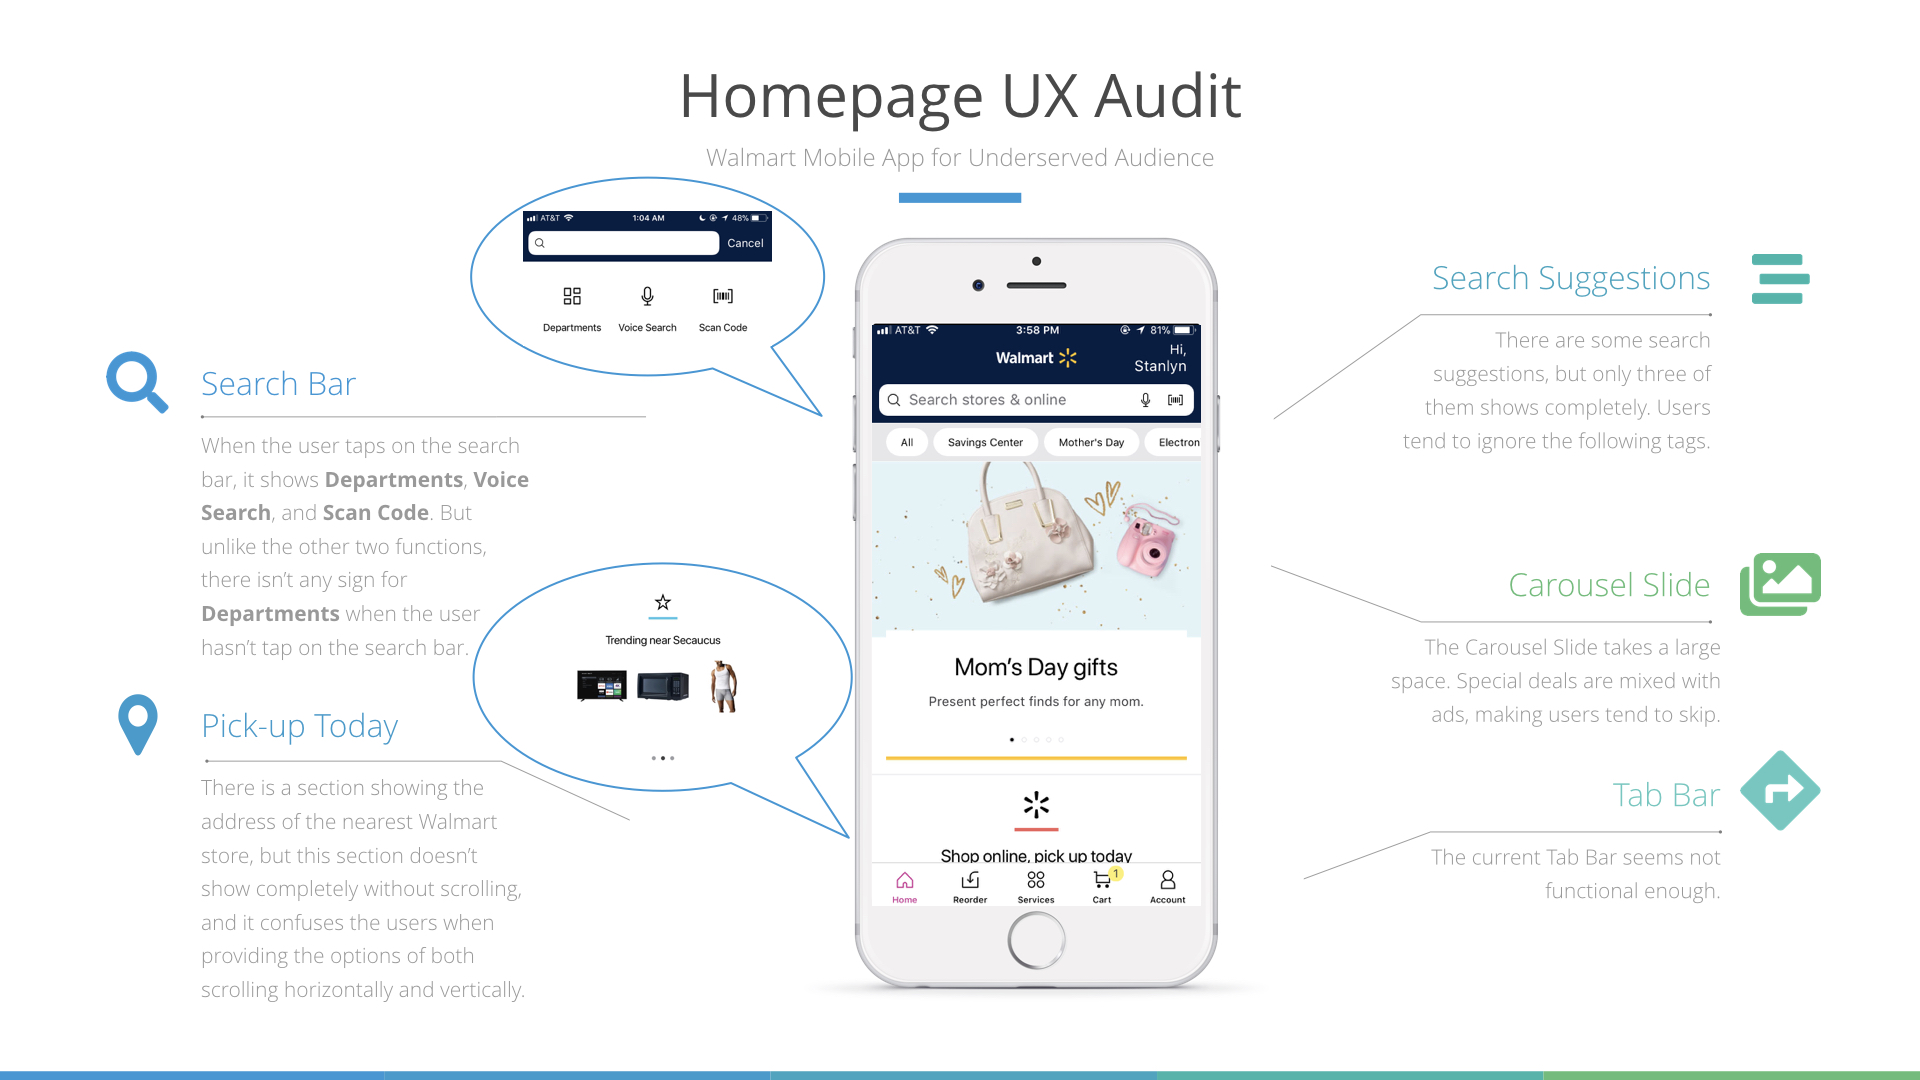 Homepage UX Audit
Walmart Mobile App for Underserved Audience
AT&T 1:04 AM 48%
Cancel
Departments Voice Search Scan Code
Search Bar
When the user taps on the search
bar, it shows Departments, Voice
Search, and Scan Code. But
unlike the other two functions,
there isn't any sign for
Departments when the user
hasn't tap on the search bar.
Trending near Secaucus
Pick-up Today
There is a section showing the
address of the nearest Walmart
store, but this section doesn't
show completely without scrolling,
and it confuses the users when
providing the options of both
scrolling horizontally and vertically.
AT&T 3:58 PM 81%
Walmart
Hi,
Stanlyn
Search stores & online
All Savings Center Mother's Day Electron
Mom's Day gifts
Present perfect finds for any mom.
Shop online, pick up today
1
Home Reorder Services Cart Account
Search Suggestions
There are some search
suggestions, but only three of
them shows completely. Users
tend to ignore the following tags.
Carousel Slide
The Carousel Slide takes a large
space. Special deals are mixed with
ads, making users tend to skip.
Tab Bar
The current Tab Bar seems not
functional enough.